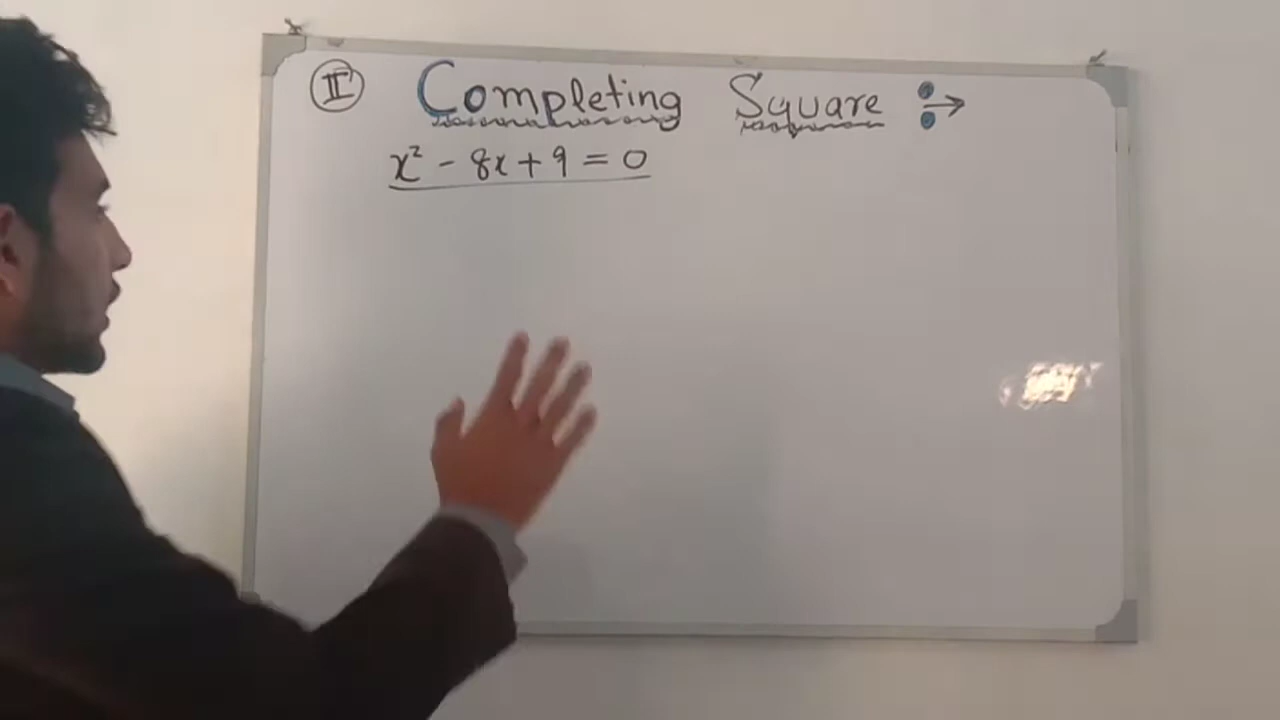 II Completing Square :→
x² - 8x + 9 = 0